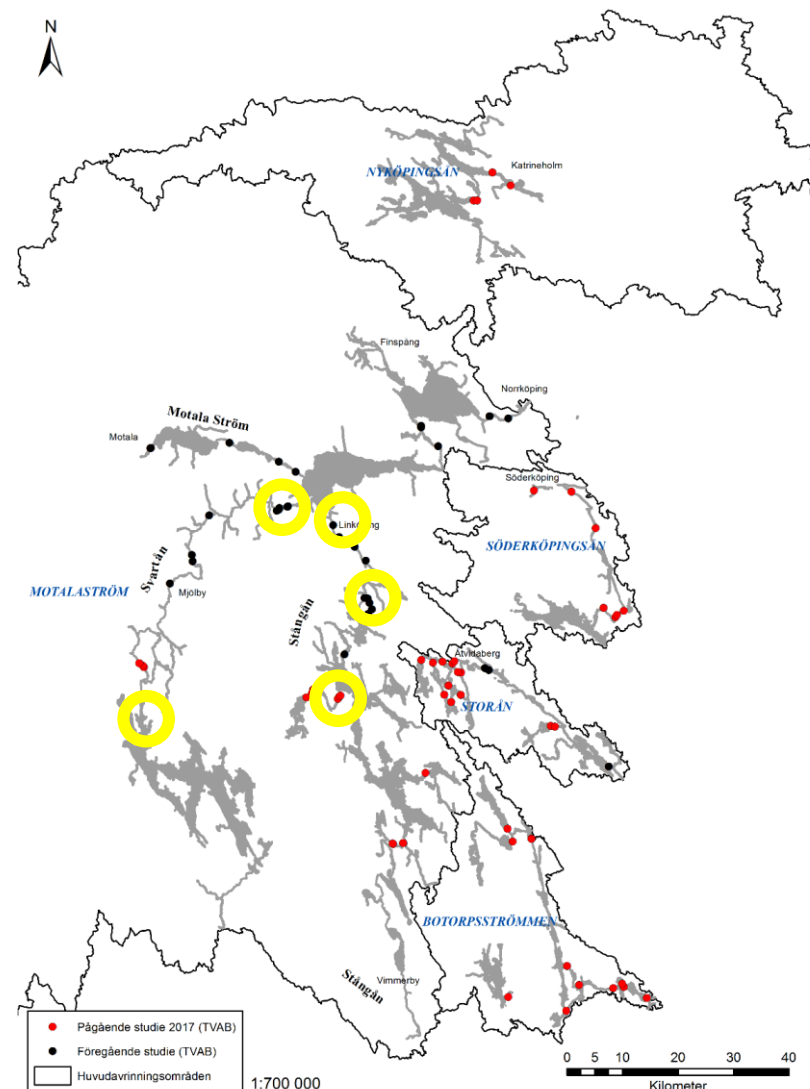 N
Katrineholm
NYKÖPINGSÅN
Finspång
Norrköping
Motala Ström
Motala
Söderköping
Linköping
SÖDERKÖPINGSÅN
Svartån
MOTALASTRÖM
Mjölby
Stångån
Åtvidaberg
STORÅN
BOTORPSSTRÖMMEN
Stångån
Vimmerby
Pågående studie 2017 (TVAB)
Föregående studie (TVAB)
Huvudavrinningsområden
1:700 000
0 5 10 20 30 40
Kilometer